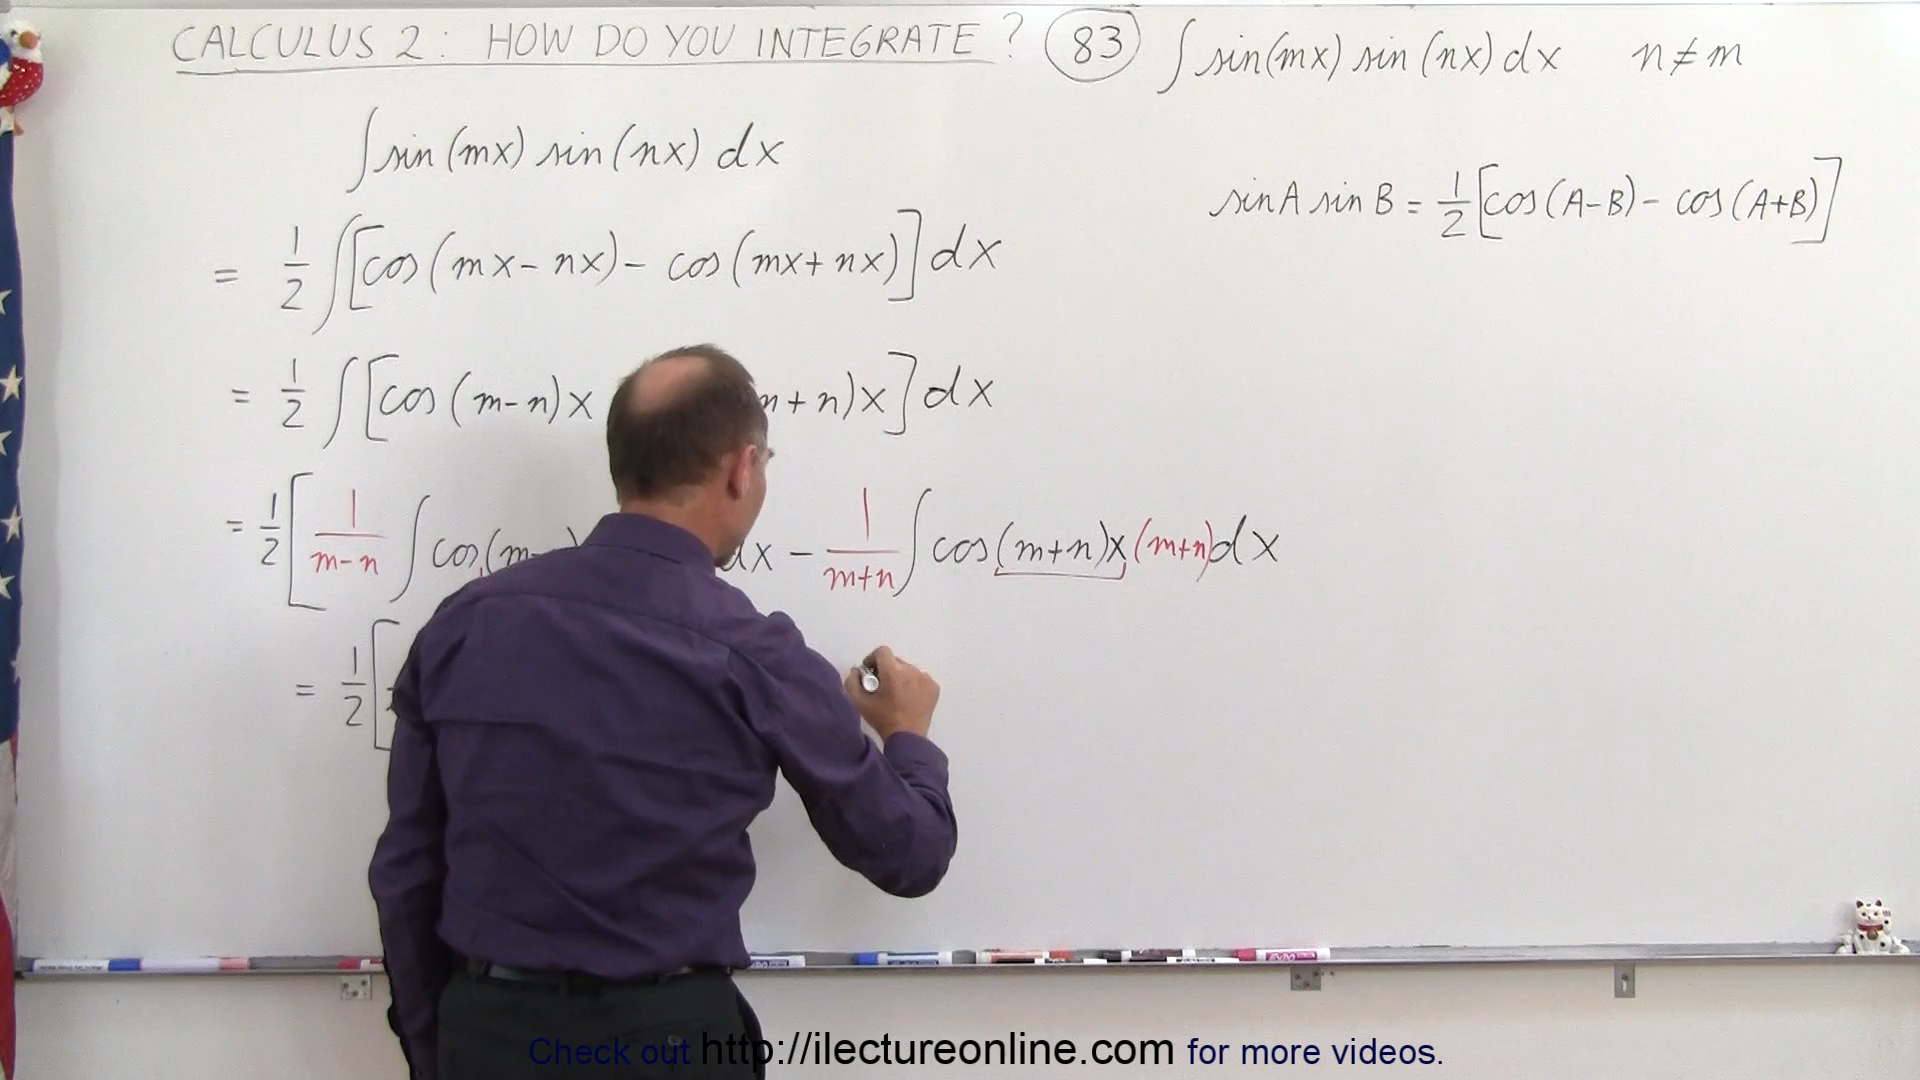 CALCULUS 2: HOW DO YOU INTEGRATE? 83 ∫ sin(mx) sin(nx) dx n≠m
∫ sin(mx) sin(nx) dx
sinA sinB = 1/2 [cos(A-B) - cos(A+B)]
= 1/2 ∫ [cos(mx-nx) - cos(mx+nx)] dx
= 1/2 ∫ [cos(m-n)x + n)x] dx
= 1/2 [ 1/(m-n) ∫ cos(m dx - 1/(m+n) ∫ cos(m+n)x (m+n)dx
= 1/2 [
Check out http://ilectureonline.com for more videos.